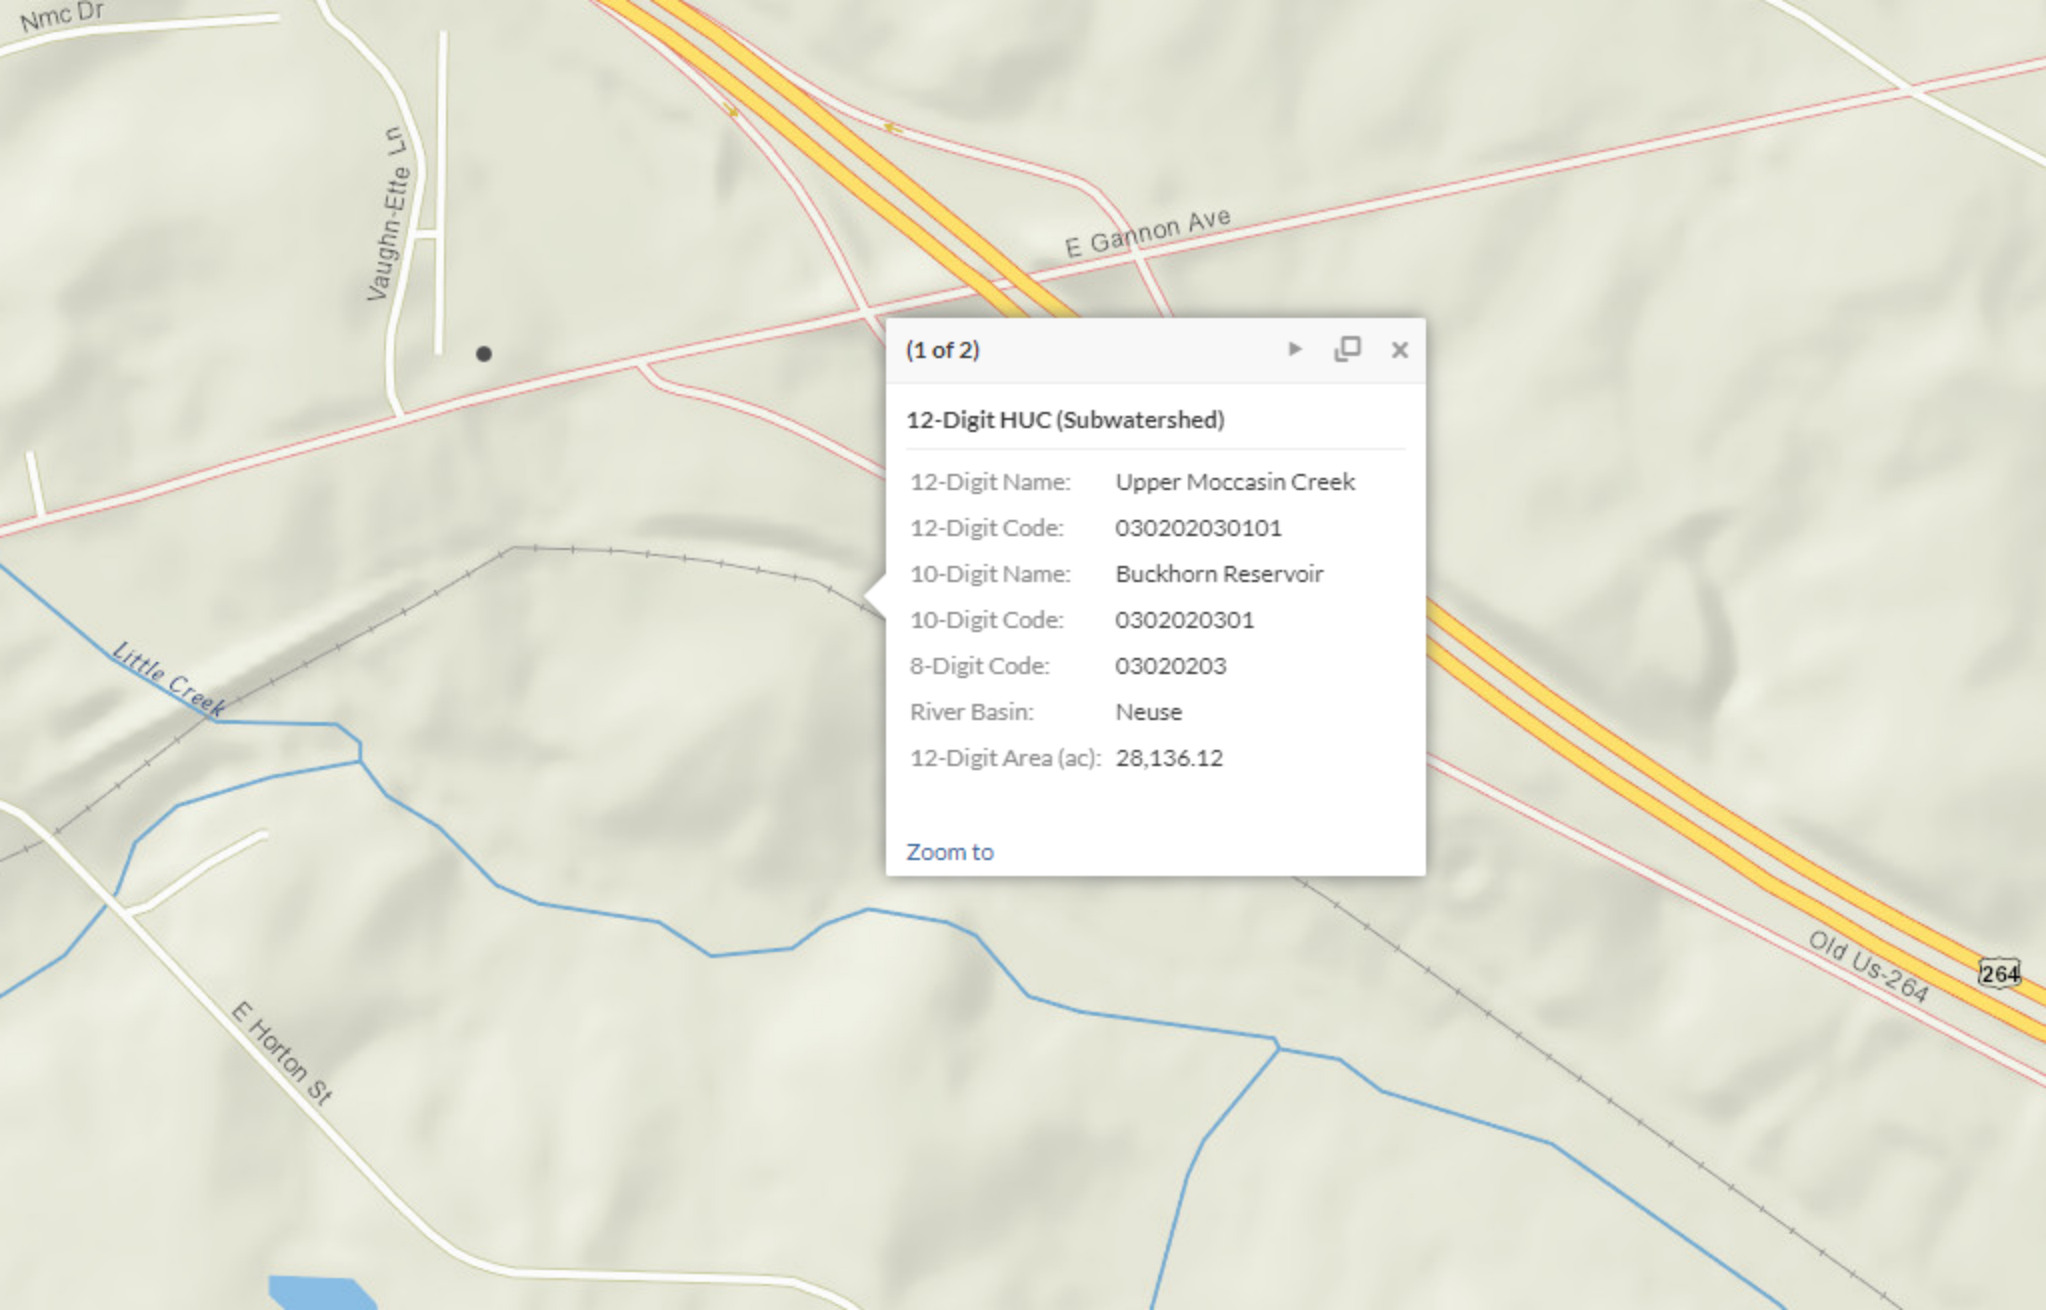 Nmc Dr
Vaughn-Ette Ln
E Gannon Ave
(1 of 2)
12-Digit HUC (Subwatershed)
12-Digit Name: Upper Moccasin Creek
12-Digit Code: 030202030101
10-Digit Name: Buckhorn Reservoir
10-Digit Code: 0302020301
8-Digit Code: 03020203
River Basin: Neuse
12-Digit Area (ac): 28,136.12
Zoom to
Little Creek
Old Us-264
264
E Horton St